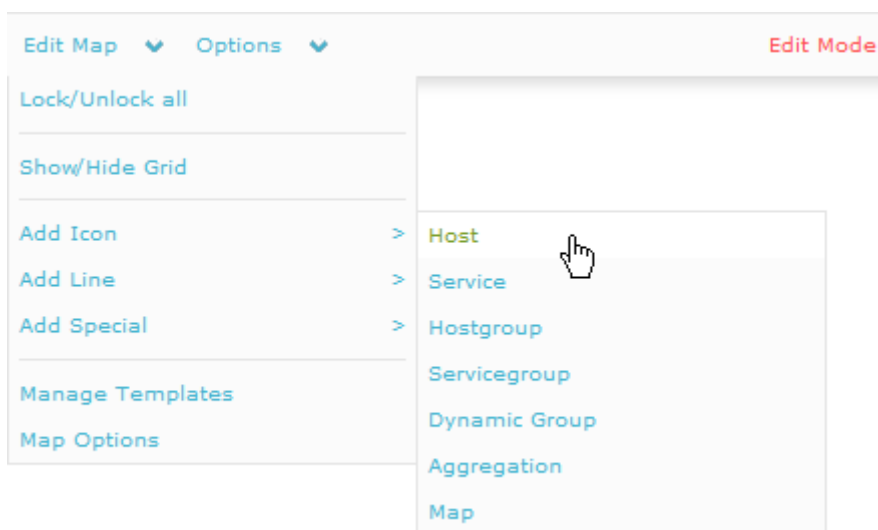 Edit Map Options Edit Mode
Lock/Unlock all
Show/Hide Grid
Add Icon >
Add Line >
Add Special >
Manage Templates
Map Options
Host
Service
Hostgroup
Servicegroup
Dynamic Group
Aggregation
Map